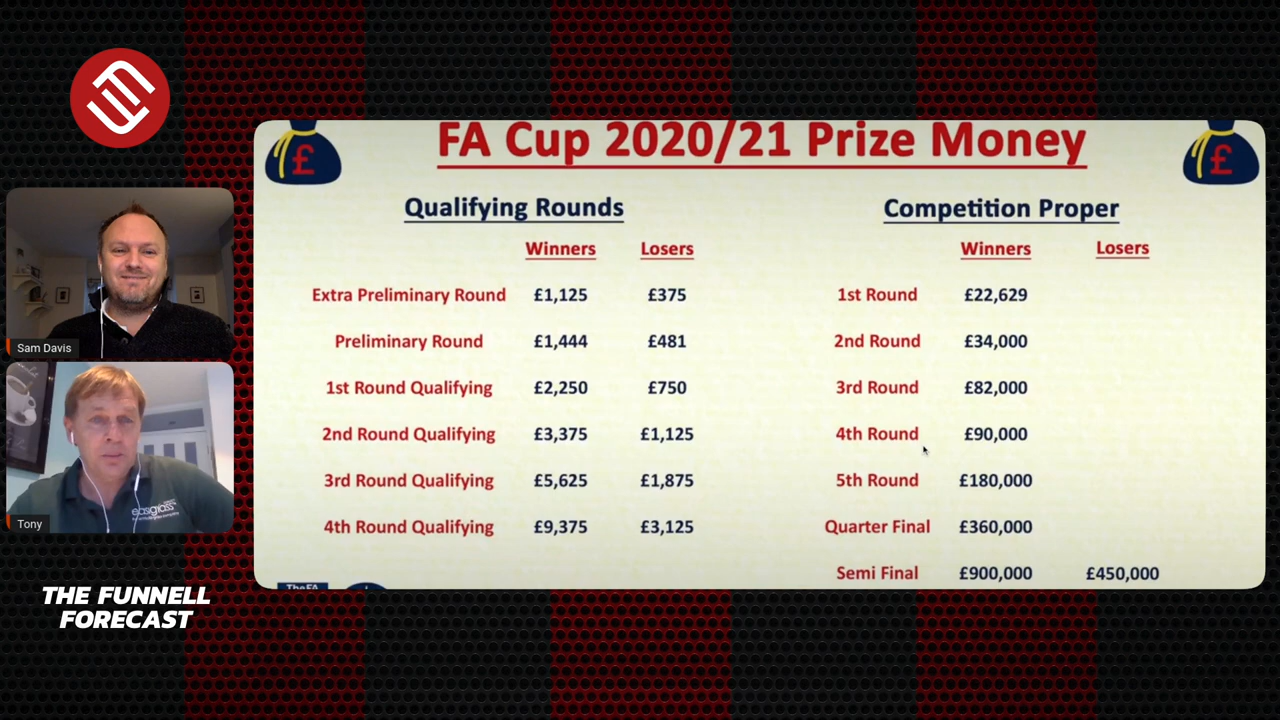 FA Cup 2020/21 Prize Money
£
£
Qualifying Rounds
Winners Losers
Extra Preliminary Round £1,125 £375
Preliminary Round £1,444 £481
1st Round Qualifying £2,250 £750
2nd Round Qualifying £3,375 £1,125
3rd Round Qualifying £5,625 £1,875
4th Round Qualifying £9,375 £3,125
Competition Proper
Winners Losers
1st Round £22,629
2nd Round £34,000
3rd Round £82,000
4th Round £90,000
5th Round £180,000
Quarter Final £360,000
Semi Final £900,000 £450,000
The FA
Sam Davis
easigrass
Tony
THE FUNNELL
FORECAST